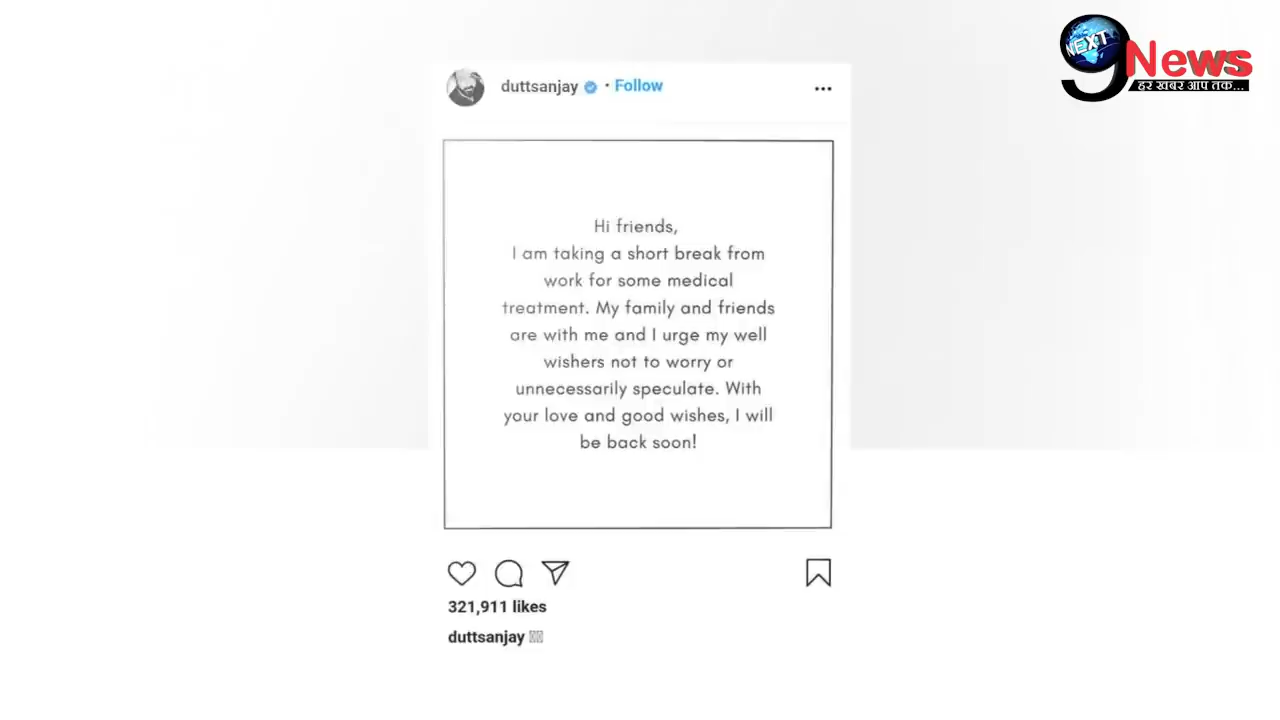 NEXT
9 News
हर खबर आप तक...
duttsanjay • Follow
Hi friends,
I am taking a short break from
work for some medical
treatment. My family and friends
are with me and I urge my well
wishers not to worry or
unnecessarily speculate. With
your love and good wishes, I will
be back soon!
321,911 likes
duttsanjay